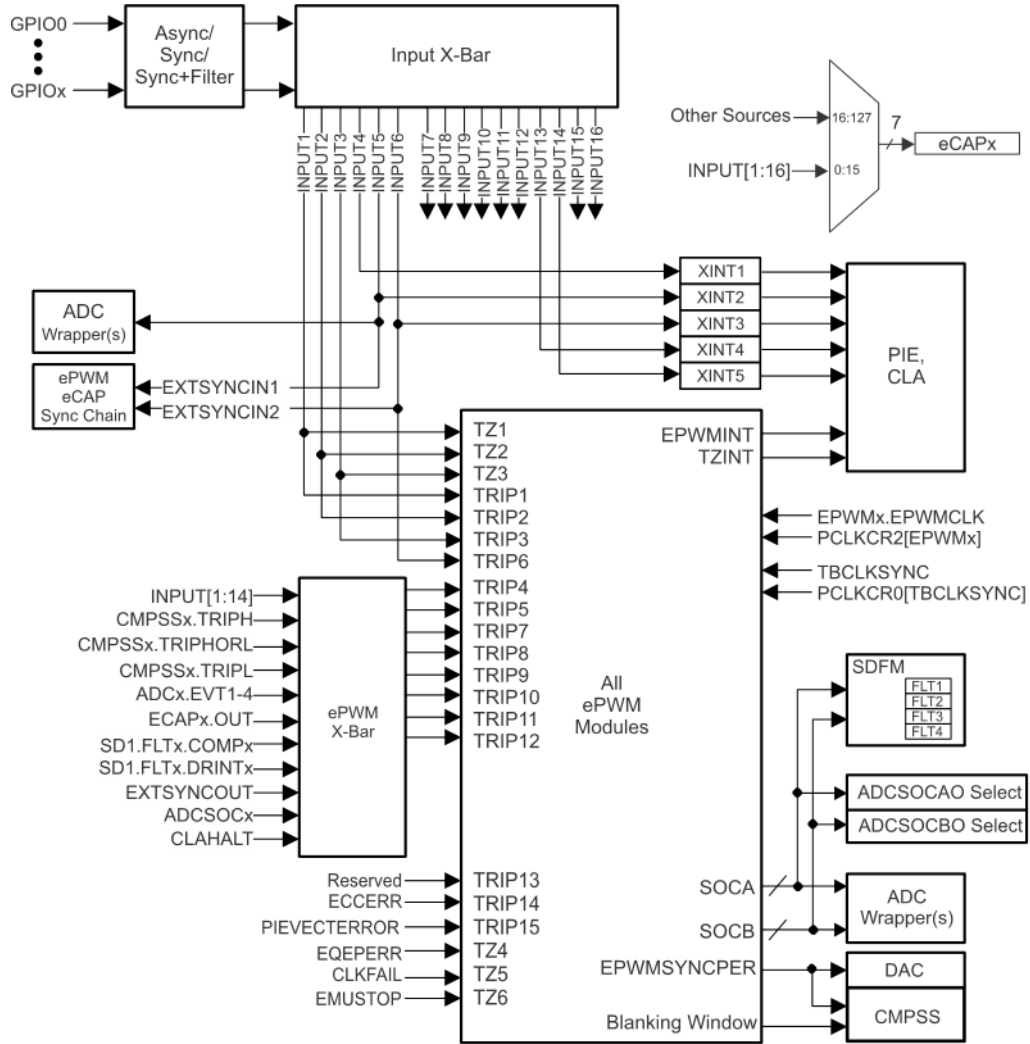 GPIO0
GPIOx
Async/
Sync/
Sync+Filter
Input X-Bar
INPUT1
INPUT2
INPUT3
INPUT4
INPUT5
INPUT6
INPUT7
INPUT8
INPUT9
INPUT10
INPUT11
INPUT12
INPUT13
INPUT14
INPUT15
INPUT16
Other Sources
16:127
INPUT[1:16]
0:15
7
eCAPx
XINT1
XINT2
XINT3
XINT4
XINT5
PIE,
CLA
ADC
Wrapper(s)
ePWM
eCAP
Sync Chain
EXTSYNCIN1
EXTSYNCIN2
TZ1
TZ2
TZ3
TRIP1
TRIP2
TRIP3
TRIP6
TRIP4
TRIP5
TRIP7
TRIP8
TRIP9
TRIP10
TRIP11
TRIP12
INPUT[1:14]
CMPSSx.TRIPH
CMPSSx.TRIPHORL
CMPSSx.TRIPL
ADCx.EVT1-4
ECAPx.OUT
SD1.FLTx.COMPx
SD1.FLTx.DRINTx
EXTSYNCOUT
ADCSOCx
CLAHALT
ePWM
X-Bar
Reserved
ECCERR
PIEVECTERROR
EQEPERR
CLKFAIL
EMUSTOP
TRIP13
TRIP14
TRIP15
TZ4
TZ5
TZ6
All
ePWM
Modules
EPWMINT
TZINT
EPWMx.EPWMCLK
PCLKCR2[EPWMx]
TBCLKSYNC
PCLKCR0[TBCLKSYNC]
SDFM
FLT1
FLT2
FLT3
FLT4
ADCSOCAO Select
ADCSOCBO Select
SOCA
SOCB
ADC
Wrapper(s)
EPWMSYNCPER
DAC
Blanking Window
CMPSS